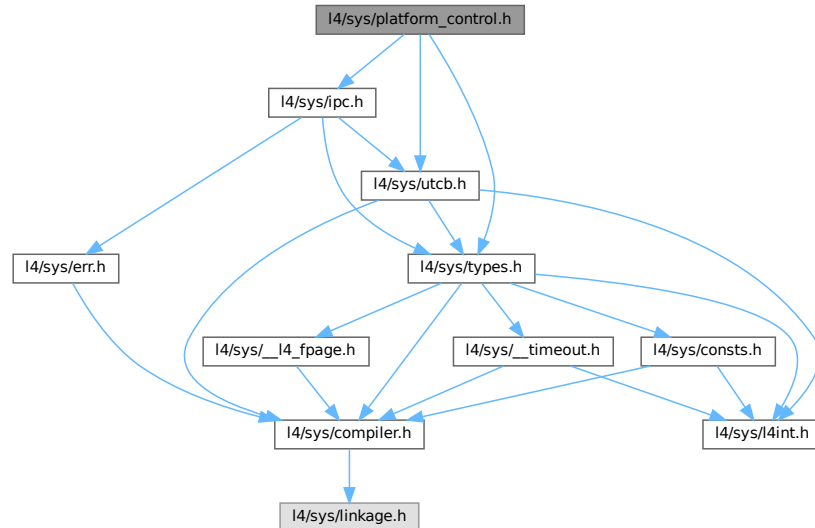 l4/sys/platform_control.h
l4/sys/ipc.h
l4/sys/utcb.h
l4/sys/err.h
l4/sys/types.h
l4/sys/__l4_fpage.h
l4/sys/__timeout.h
l4/sys/consts.h
l4/sys/compiler.h
l4/sys/l4int.h
l4/sys/linkage.h